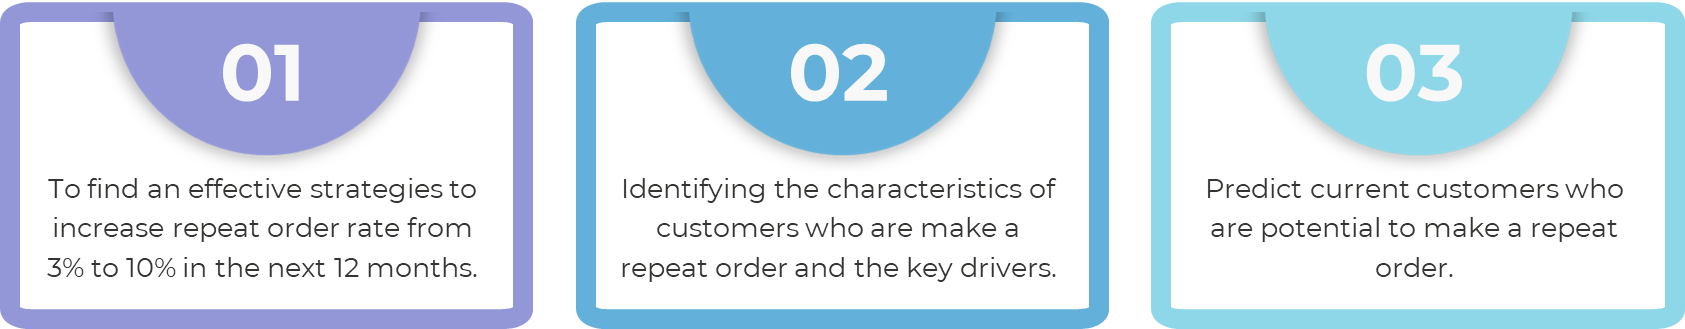 01
To find an effective strategies to
increase repeat order rate from
3% to 10% in the next 12 months.
02
Identifying the characteristics of
customers who are make a
repeat order and the key drivers.
03
Predict current customers who
are potential to make a repeat
order.